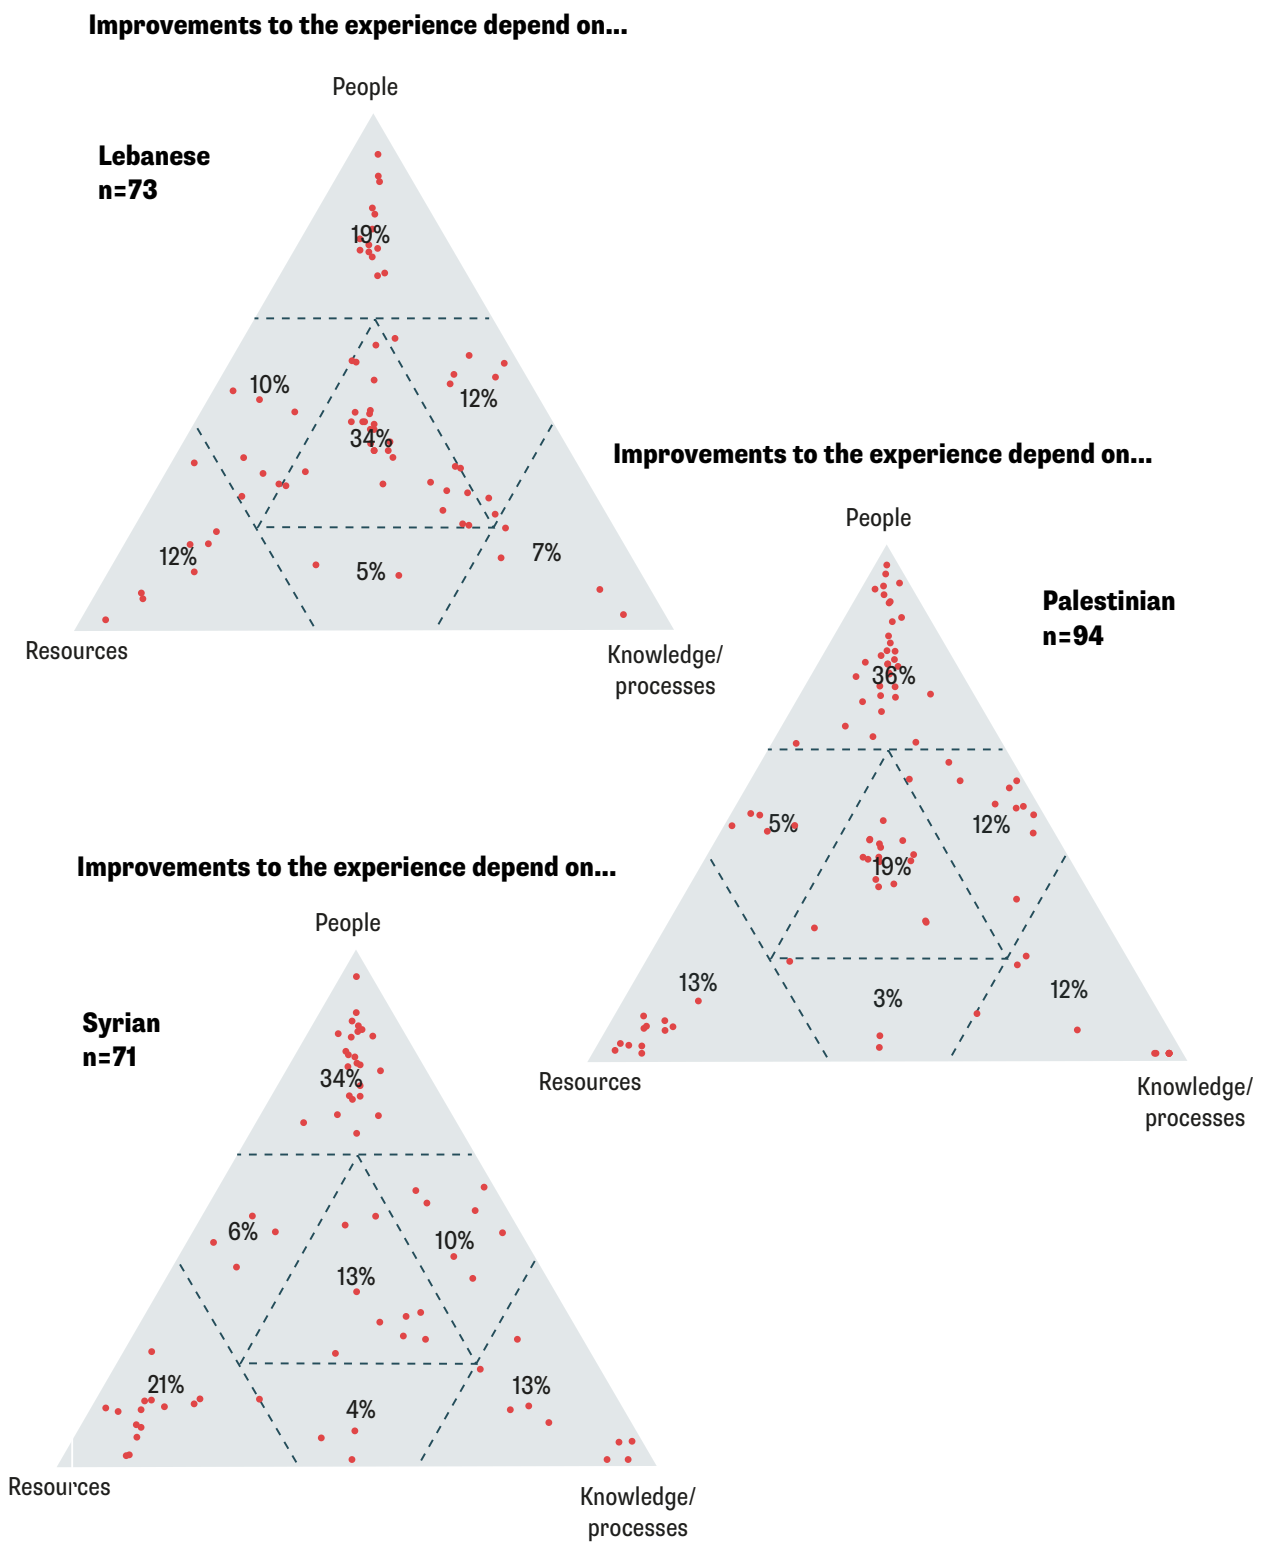 Improvements to the experience depend on...
People
Lebanese
n=73
19%
10%
12%
34%
12%
5%
7%
Resources
Knowledge/
processes
Improvements to the experience depend on...
People
Palestinian
n=94
36%
5%
12%
19%
13%
3%
12%
Resources
Knowledge/
processes
Improvements to the experience depend on...
People
Syrian
n=71
34%
6%
10%
13%
21%
4%
13%
Resources
Knowledge/
processes